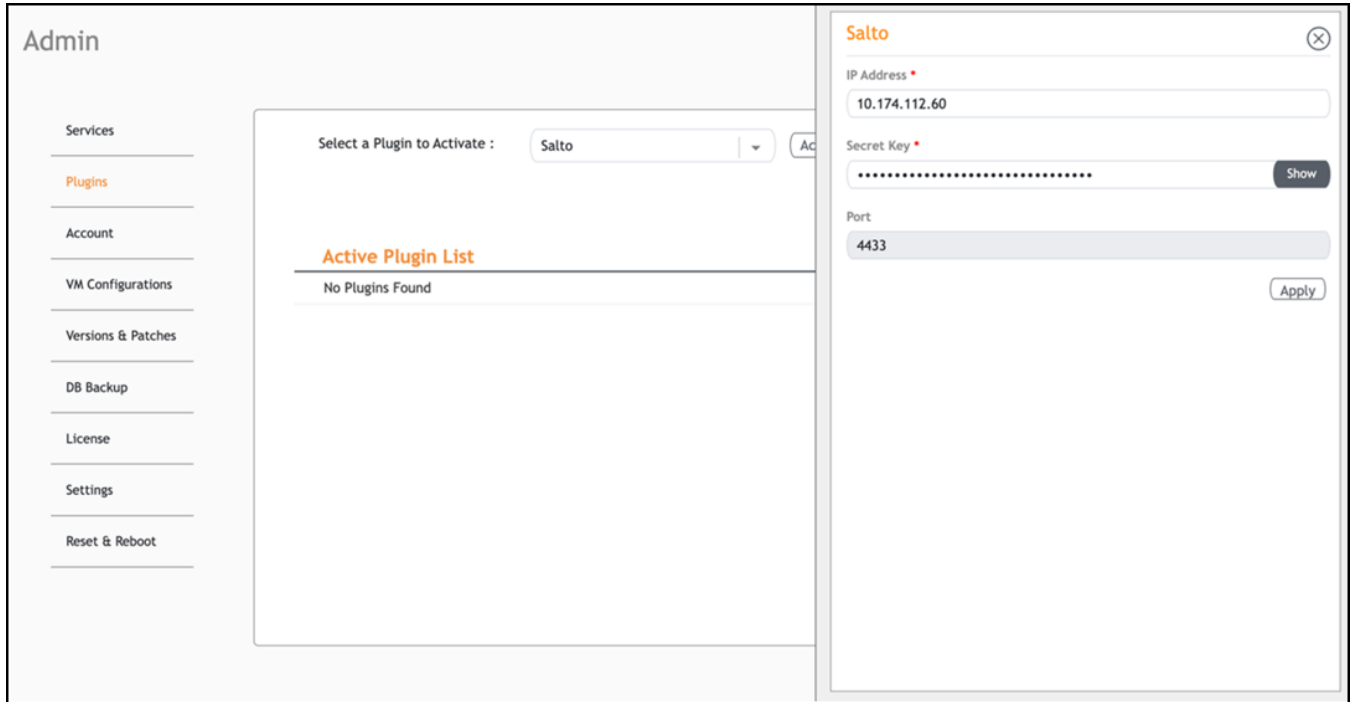 Admin
Services
Plugins
Account
VM Configurations
Versions & Patches
DB Backup
License
Settings
Reset & Reboot
Select a Plugin to Activate :
Salto
Ac
Active Plugin List
No Plugins Found
Salto
IP Address *
10.174.112.60
Secret Key *
••••••••••••••••••••••••••••••••
Show
Port
4433
Apply